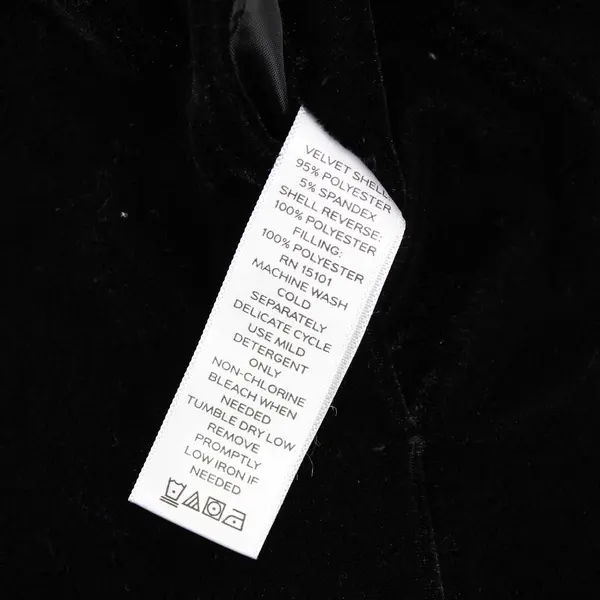 VELVET SHELL:
95% POLYESTER
5% SPANDEX
SHELL REVERSE:
100% POLYESTER
FILLING:
100% POLYESTER
RN 15101
MACHINE WASH
COLD
SEPARATELY
DELICATE CYCLE
USE MILD
DETERGENT
ONLY
NON-CHLORINE
BLEACH WHEN
NEEDED
TUMBLE DRY LOW
REMOVE
PROMPTLY
LOW IRON IF
NEEDED